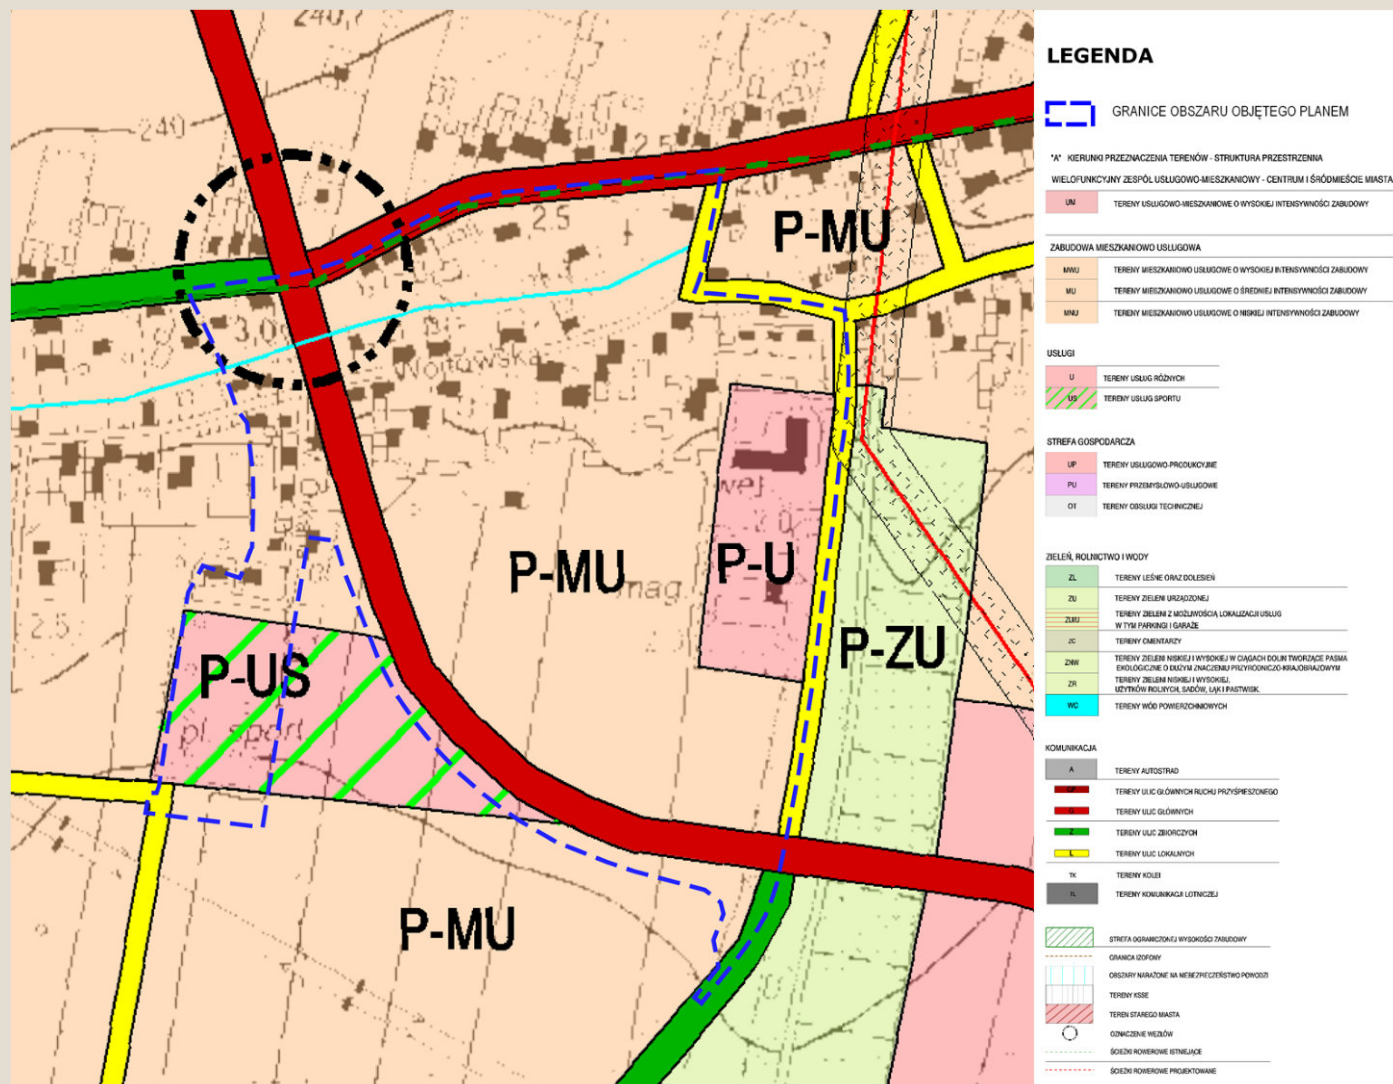 240,
240
2.5
2.0
P-MU
2.5
3.0
Wójtowska
P-U
P-MU
mag.
2.5
P-US
P-ZU
pl. sport
P-MU
LEGENDA
GRANICE OBSZARU OBJĘTEGO PLANEM
"A" KIERUNKI PRZEZNACZENIA TERENÓW - STRUKTURA PRZESTRZENNA
WIELOFUNKCYJNY ZESPÓŁ USŁUGOWO-MIESZKANIOWY - CENTRUM I ŚRÓDMIEŚCIE MIASTA
UM TERENY USŁUGOWO-MIESZKANIOWE O WYSOKIEJ INTENSYWNOŚCI ZABUDOWY
ZABUDOWA MIESZKANIOWO USŁUGOWA
MWU TERENY MIESZKANIOWO USŁUGOWE O WYSOKIEJ INTENSYWNOŚCI ZABUDOWY
MU TERENY MIESZKANIOWO USŁUGOWE O ŚREDNIEJ INTENSYWNOŚCI ZABUDOWY
MNU TERENY MIESZKANIOWO USŁUGOWE O NISKIEJ INTENSYWNOŚCI ZABUDOWY
USŁUGI
U TERENY USŁUG RÓŻNYCH
US TERENY USŁUG SPORTU
STREFA GOSPODARCZA
UP TERENY USŁUGOWO-PRODUKCYJNE
PU TERENY PRZEMYSŁOWO-USŁUGOWE
OT TERENY OBSŁUGI TECHNICZNEJ
ZIELEŃ, ROLNICTWO I WODY
ZL TERENY LEŚNE ORAZ DOLESIEŃ
ZU TERENY ZIELENI URZĄDZONEJ
ZU/U TERENY ZIELENI Z MOŻLIWOŚCIĄ LOKALIZACJI USŁUG
W TYM PARKINGI I GARAŻE
ZC TERENY CMENTARZY
ZNW TERENY ZIELENI NISKIEJ I WYSOKIEJ W CIĄGACH DOLIN TWORZĄCE PASMA
EKOLOGICZNE O DUŻYM ZNACZENIU PRZYRODNICZO-KRAJOBRAZOWYM
ZR TERENY ZIELENI NISKIEJ I WYSOKIEJ,
UŻYTKÓW ROLNYCH, SADÓW, ŁĄK I PASTWISK.
WC TERENY WÓD POWIERZCHNIOWYCH
KOMUNIKACJA
A TERENY AUTOSTRAD
GP TERENY ULIC GŁÓWNYCH RUCHU PRZYŚPIESZONEGO
G TERENY ULIC GŁÓWNYCH
Z TERENY ULIC ZBIORCZYCH
L TERENY ULIC LOKALNYCH
TK TERENY KOLEI
TL TERENY KOMUNIKACJI LOTNICZEJ
STREFA OGRANICZONEJ WYSOKOŚCI ZABUDOWY
GRANICA IZOFONY
OBSZARY NARAŻONE NA NIEBEZPIECZEŃSTWO POWODZI
TERENY KSSE
TEREN STAREGO MIASTA
OZNACZENIE WĘZŁÓW
ŚCIEŻKI ROWEROWE ISTNIEJĄCE
ŚCIEŻKI ROWEROWE PROJEKTOWANE